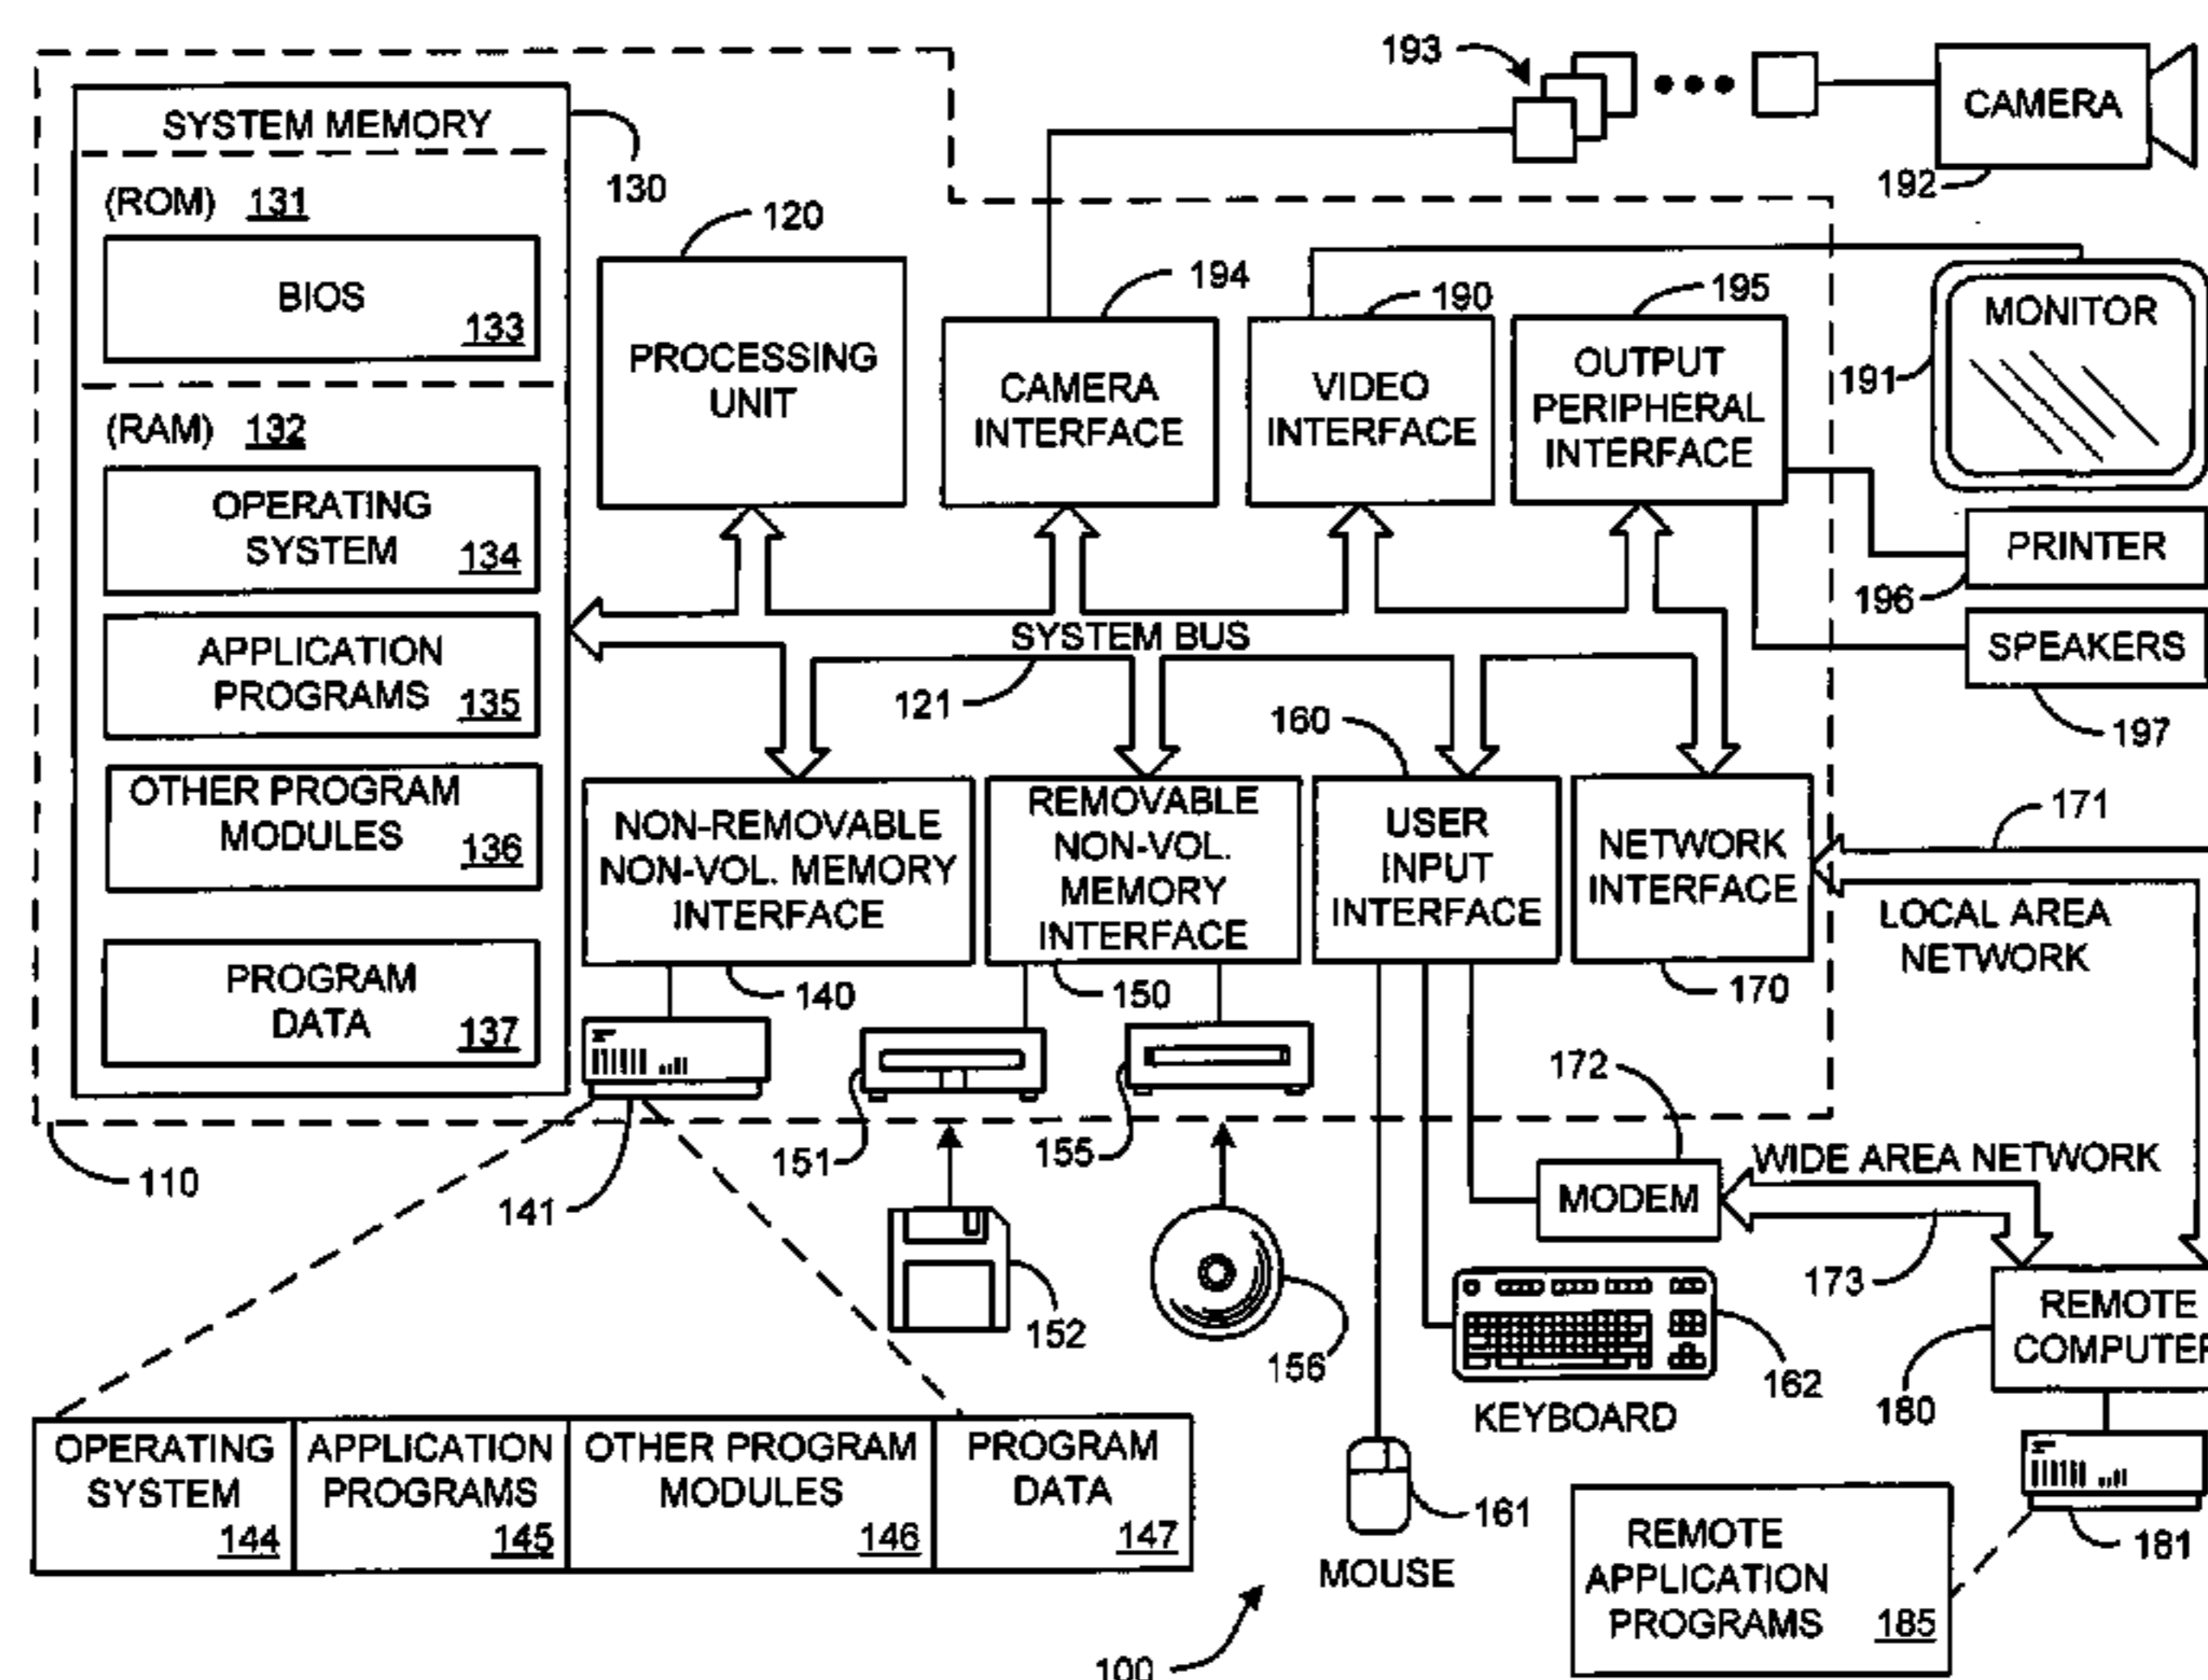 193
CAMERA
192
SYSTEM MEMORY
130
(ROM) 131
BIOS
133
120
PROCESSING
UNIT
194
CAMERA
INTERFACE
190
VIDEO
INTERFACE
195
OUTPUT
PERIPHERAL
INTERFACE
MONITOR
191
(RAM) 132
OPERATING
SYSTEM
134
APPLICATION
PROGRAMS
135
OTHER PROGRAM
MODULES
136
PROGRAM
DATA
137
PRINTER
196
SPEAKERS
197
SYSTEM BUS
121
160
NON-REMOVABLE
NON-VOL. MEMORY
INTERFACE
140
REMOVABLE
NON-VOL.
MEMORY
INTERFACE
150
USER
INPUT
INTERFACE
NETWORK
INTERFACE
170
171
LOCAL AREA
NETWORK
110
141
151
155
152
156
172
MODEM
WIDE AREA NETWORK
173
REMOTE
COMPUTER
180
181
162
KEYBOARD
161
MOUSE
OPERATING
SYSTEM
144
APPLICATION
PROGRAMS
145
OTHER PROGRAM
MODULES
146
PROGRAM
DATA
147
REMOTE
APPLICATION
PROGRAMS
185
100